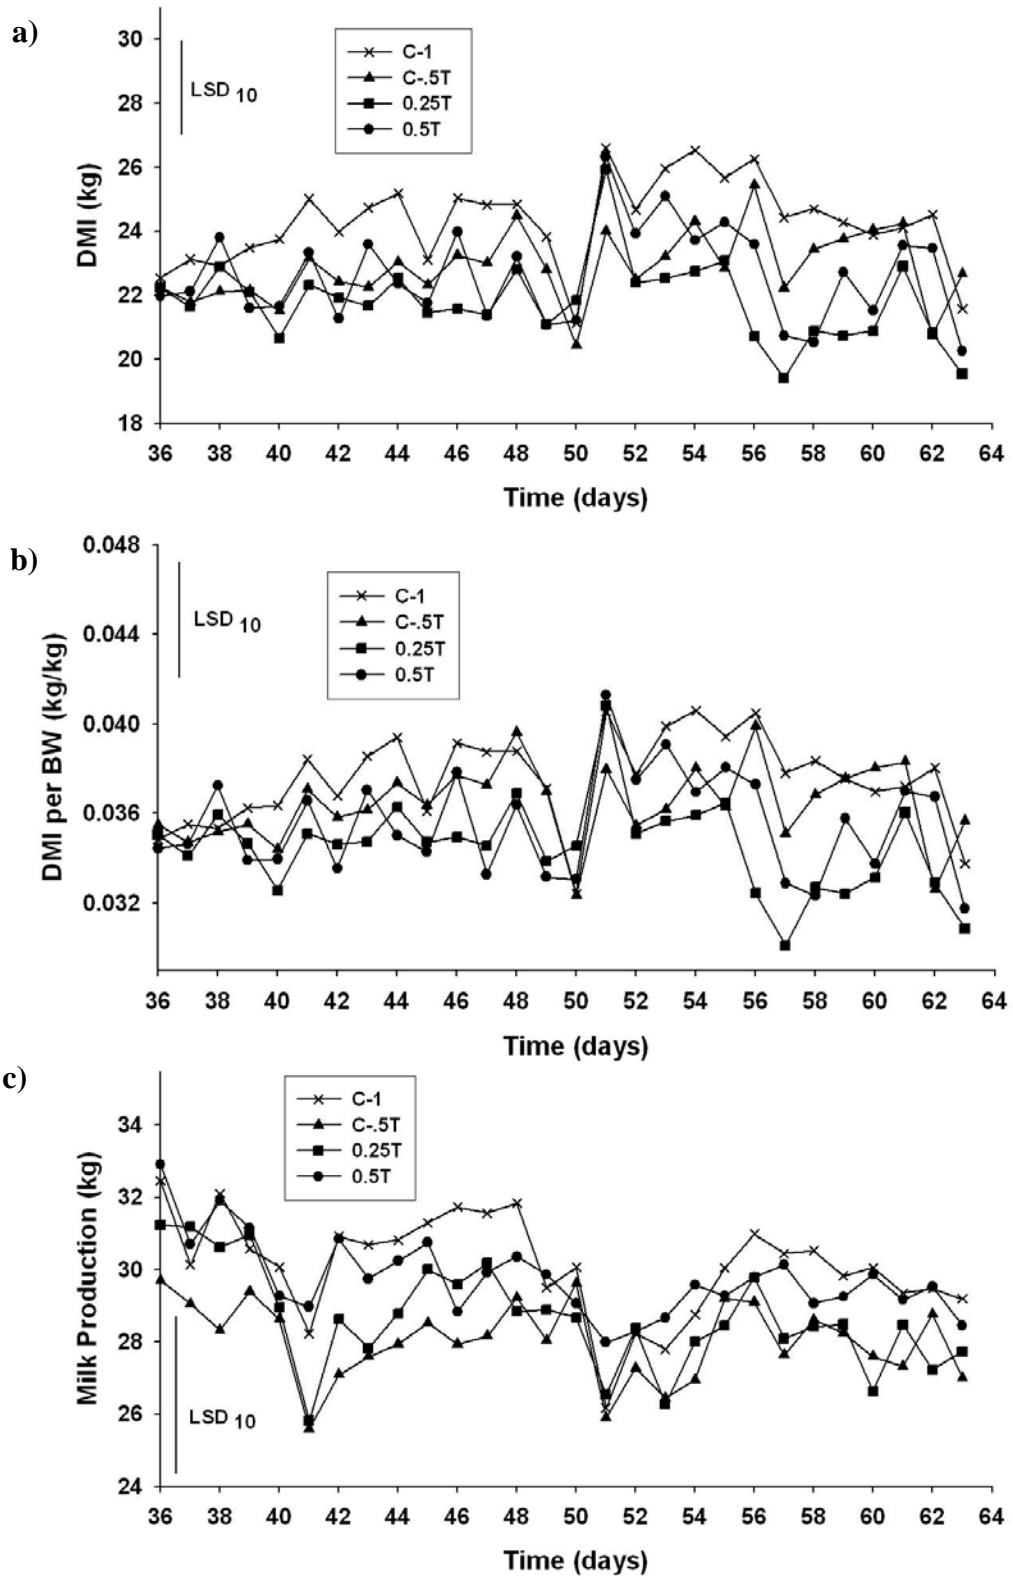 a)
30
28
26
24
22
20
18
DMI (kg)
LSD 10
C-1
C-.5T
0.25T
0.5T
36 38 40 42 44 46 48 50 52 54 56 58 60 62 64
Time (days)
b)
0.048
0.044
0.040
0.036
0.032
DMI per BW (kg/kg)
LSD 10
C-1
C-.5T
0.25T
0.5T
36 38 40 42 44 46 48 50 52 54 56 58 60 62 64
Time (days)
c)
34
32
30
28
26
24
Milk Production (kg)
C-1
C-.5T
0.25T
0.5T
LSD 10
36 38 40 42 44 46 48 50 52 54 56 58 60 62 64
Time (days)